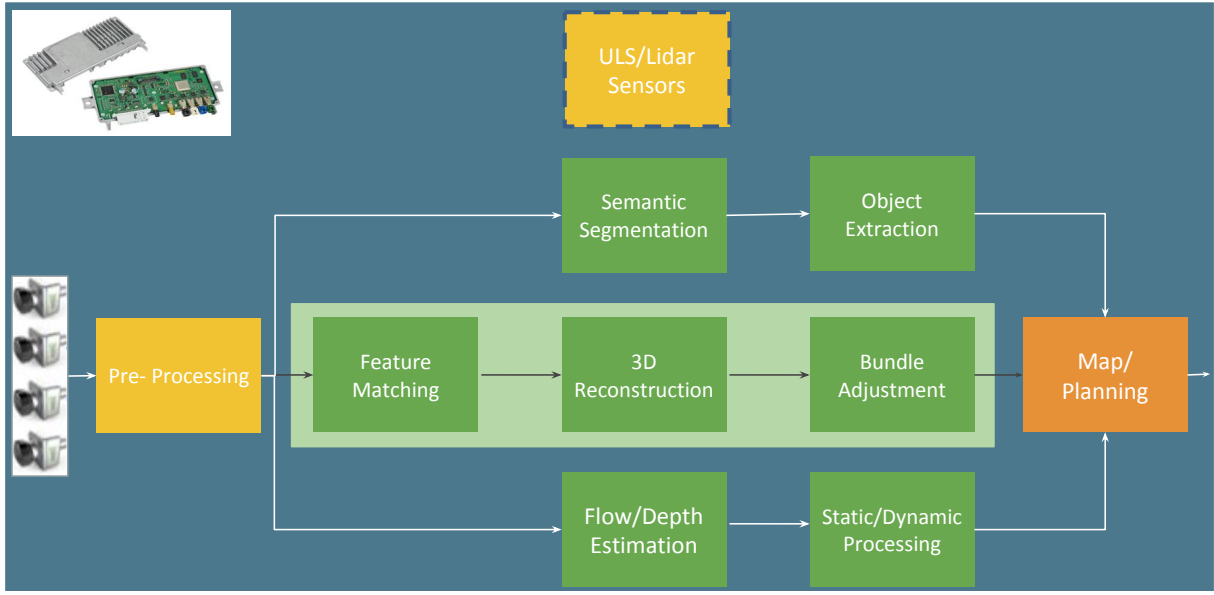 ULS/Lidar
Sensors
Semantic
Segmentation
Object
Extraction
Pre- Processing
Feature
Matching
3D
Reconstruction
Bundle
Adjustment
Map/
Planning
Flow/Depth
Estimation
Static/Dynamic
Processing